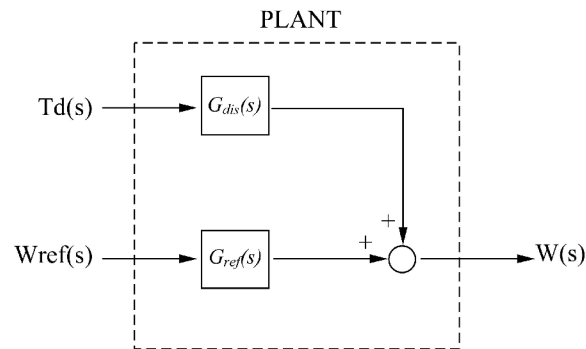 PLANT
Td(s)
Gdis(s)
+
+
Wref(s)
Gref(s)
W(s)